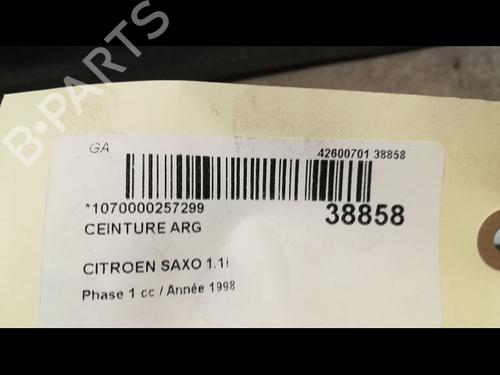 B-PARTS
GA
42600701 38858
*1070000257299
38858
CEINTURE ARG
CITROEN SAXO 1.1i
Phase 1 cc / Année 1998